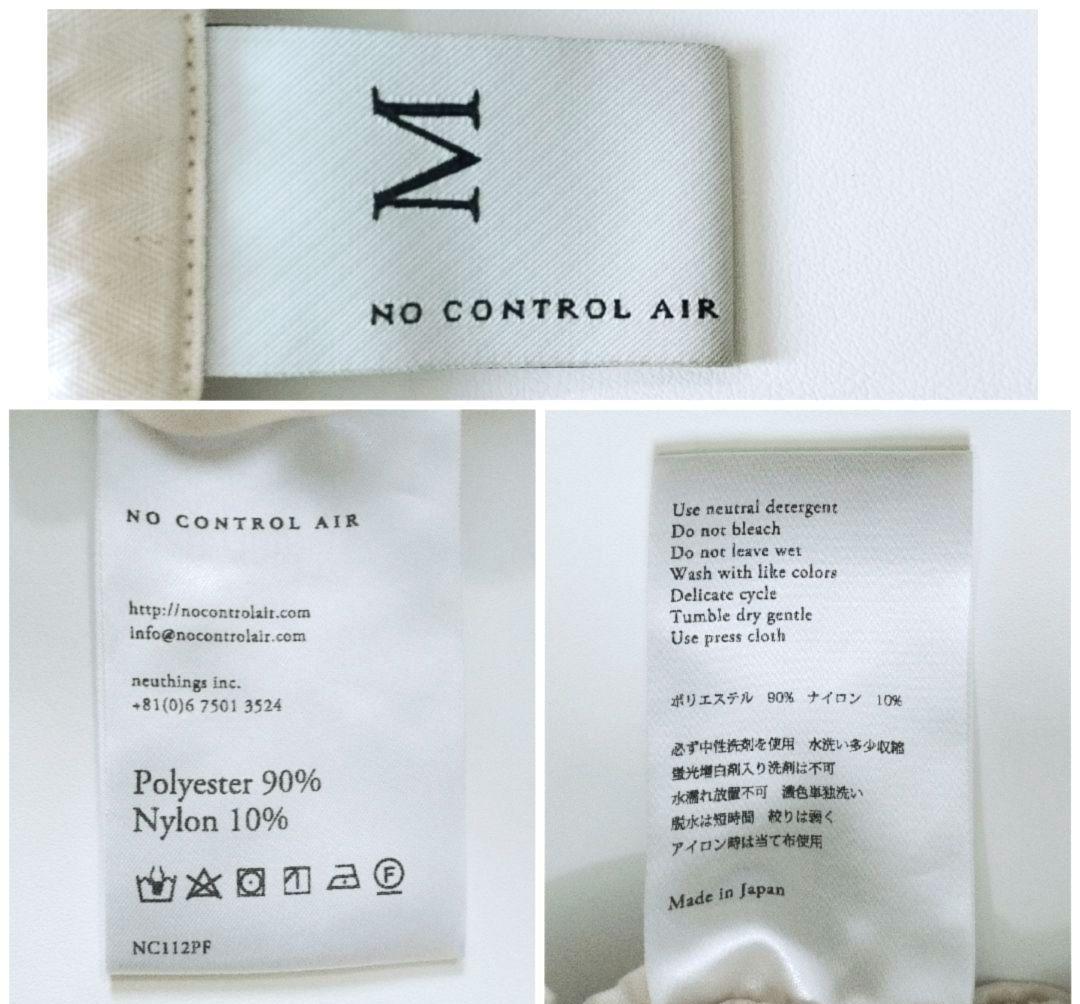 M
NO CONTROL AIR
NO CONTROL AIR
http://nocontrolair.com
info@nocontrolair.com
neuthings inc.
+81(0)6 7501 3524
Polyester 90%
Nylon 10%
F
NC112PF
Use neutral detergent
Do not bleach
Do not leave wet
Wash with like colors
Delicate cycle
Tumble dry gentle
Use press cloth
ポリエステル 90% ナイロン 10%
必ず中性洗剤を使用 水洗い多少収縮
蛍光増白剤入り洗剤は不可
水濡れ放置不可 濃色単独洗い
脱水は短時間 絞りは弱く
アイロン時は当て布使用
Made in Japan